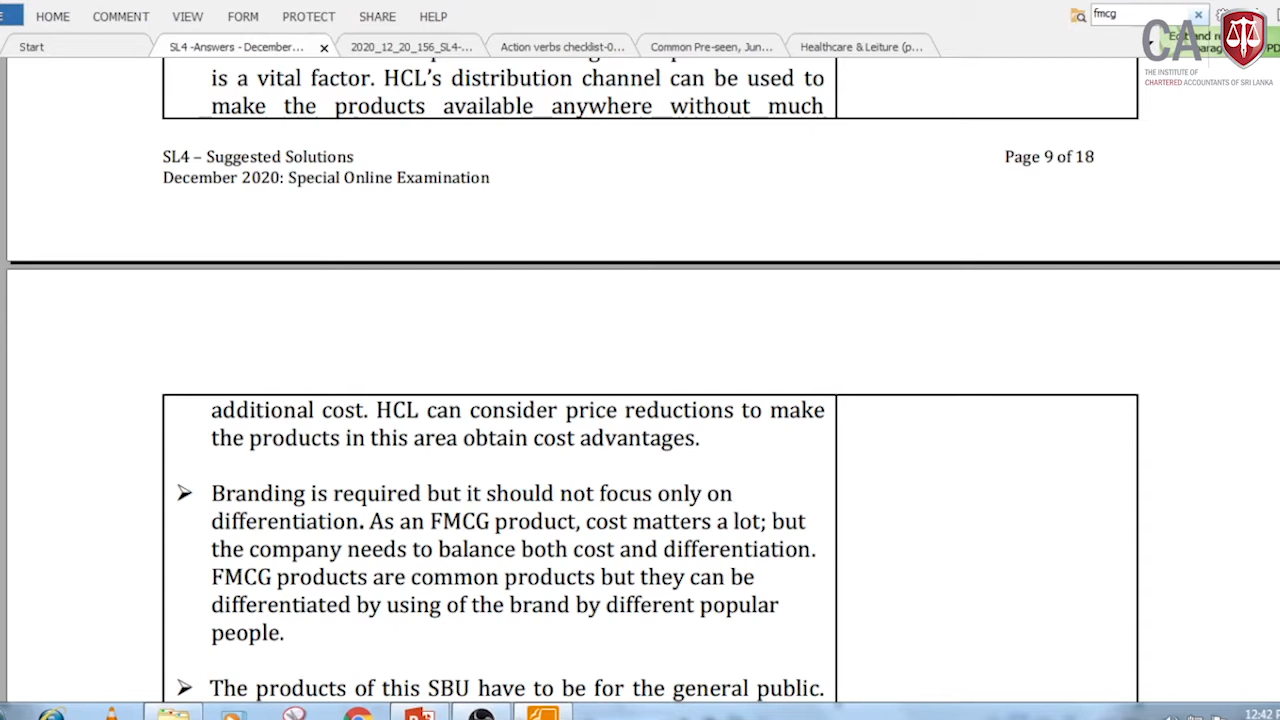 HOME COMMENT VIEW FORM PROTECT SHARE HELP
fmcg
Start
SL4 -Answers - December...
2020_12_20_156_SL4-...
Action verbs checklist-0...
Common Pre-seen, Jun...
Healthcare & Leiture (p...
CA
THE INSTITUTE OF
CHARTERED ACCOUNTANTS OF SRI LANKA
is a vital factor. HCL’s distribution channel can be used to
make the products available anywhere without much
SL4 – Suggested Solutions
Page 9 of 18
December 2020: Special Online Examination
additional cost. HCL can consider price reductions to make
the products in this area obtain cost advantages.
➢ Branding is required but it should not focus only on
differentiation. As an FMCG product, cost matters a lot; but
the company needs to balance both cost and differentiation.
FMCG products are common products but they can be
differentiated by using of the brand by different popular
people.
➢ The products of this SBU have to be for the general public.
12:42 P